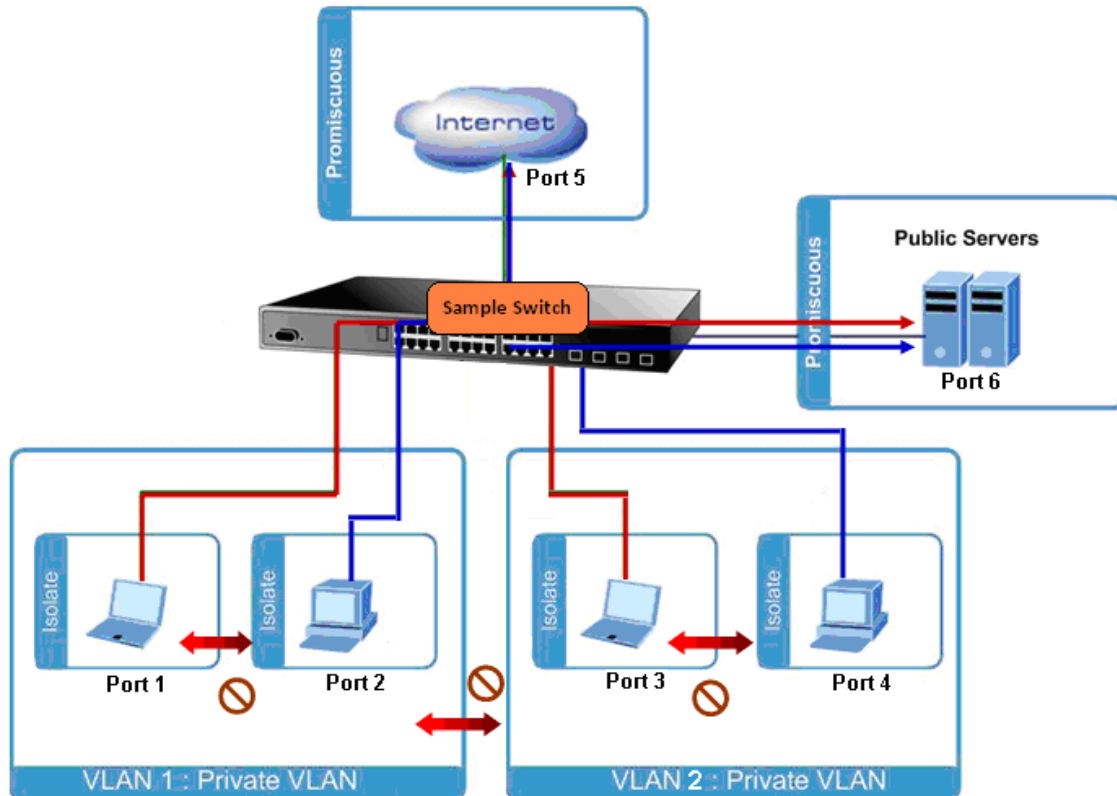 Promiscuous
Internet
Port 5
Promiscuous
Public Servers
Port 6
Sample Switch
Isolate
Port 1
Isolate
Port 2
Isolate
Port 3
Isolate
Port 4
VLAN 1 : Private VLAN
VLAN 2 : Private VLAN